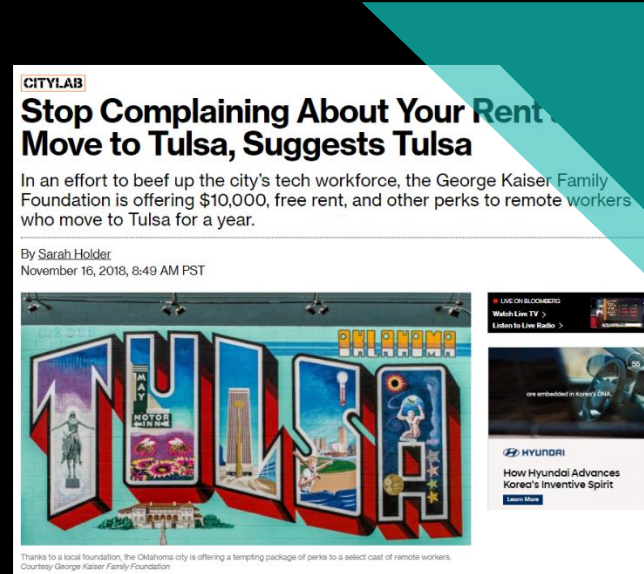 CITYLAB
Stop Complaining About Your Rent
Move to Tulsa, Suggests Tulsa
In an effort to beef up the city's tech workforce, the George Kaiser Family
Foundation is offering $10,000, free rent, and other perks to remote workers
who move to Tulsa for a year.
By Sarah Holder
November 16, 2018, 8:49 AM PST
OKLAHOMA
TULSA
MAY
MOTOR
INN
LIVE ON BLOOMBERG
Watch Live TV >
Listen to Live Radio >
are embedded in Korea's DNA.
HYUNDAI
How Hyundai Advances
Korea's Inventive Spirit
Learn More
Thanks to a local foundation, the Oklahoma city is offering a tempting package of perks to a select cast of remote workers.
Courtesy George Kaiser Family Foundation